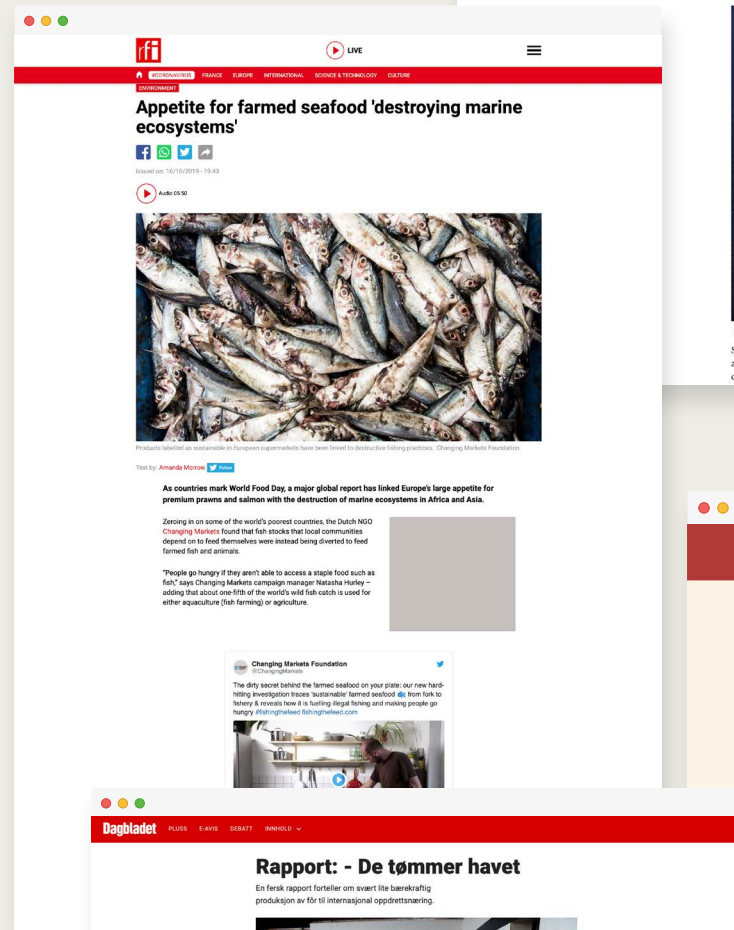 rfi
LIVE
#CORONAVIRUS FRANCE EUROPE INTERNATIONAL SCIENCE & TECHNOLOGY CULTURE
ENVIRONMENT
Appetite for farmed seafood 'destroying marine
ecosystems'
Issued on: 16/10/2019 - 19:43
Audio 05:50
Products labelled as sustainable in European supermarkets have been linked to destructive fishing practices. Changing Markets Foundation.
Text by: Amanda Morrow Follow
As countries mark World Food Day, a major global report has linked Europe's large appetite for
premium prawns and salmon with the destruction of marine ecosystems in Africa and Asia.
Zeroing in on some of the world's poorest countries, the Dutch NGO
Changing Markets found that fish stocks that local communities
depend on to feed themselves were instead being diverted to feed
farmed fish and animals.
"People go hungry if they aren't able to access a staple food such as
fish," says Changing Markets campaign manager Natasha Hurley –
adding that about one-fifth of the world's wild fish catch is used for
either aquaculture (fish farming) or agriculture.
Changing Markets Foundation
@ChangingMarkets
The dirty secret behind the farmed seafood on your plate: our new hard-
hitting investigation traces 'sustainable' farmed seafood from fork to
fishery & reveals how it is fuelling illegal fishing and making people go
hungry #fishingthefeed fishingthefeed.com
Dagbladet PLUSS E-AVIS DEBATT INNHOLD
Rapport: - De tømmer havet
En fersk rapport forteller om svært lite bærekraftig
produksjon av fôr til internasjonal oppdrettsnæring.